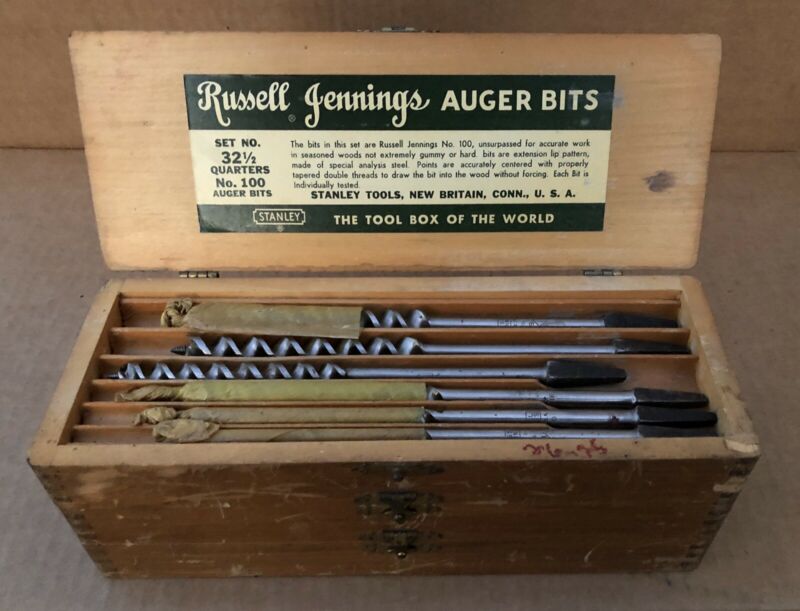 Russell Jennings AUGER BITS
®
SET NO.
32½
QUARTERS
No. 100
AUGER BITS
The bits in this set are Russell Jennings No. 100, unsurpassed for accurate work
in seasoned woods not extremely gummy or hard. bits are extension lip pattern,
made of special analysis steel. Points are accurately centered with properly
tapered double threads to draw the bit into the wood without forcing. Each Bit is
Individually tested.
STANLEY TOOLS, NEW BRITAIN, CONN., U. S. A.
STANLEY
®
THE TOOL BOX OF THE WORLD